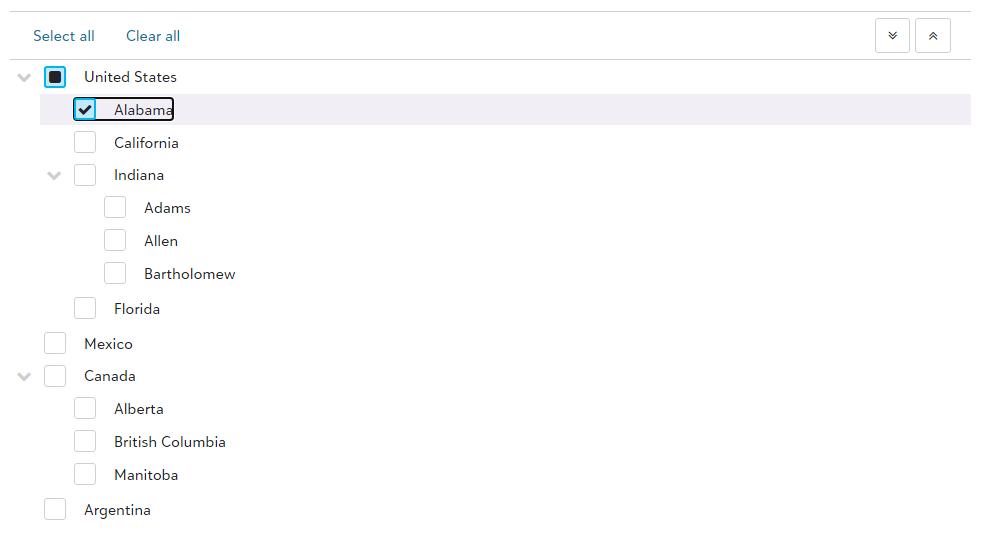 Select all Clear all
United States
Alabama
California
Indiana
Adams
Allen
Bartholomew
Florida
Mexico
Canada
Alberta
British Columbia
Manitoba
Argentina